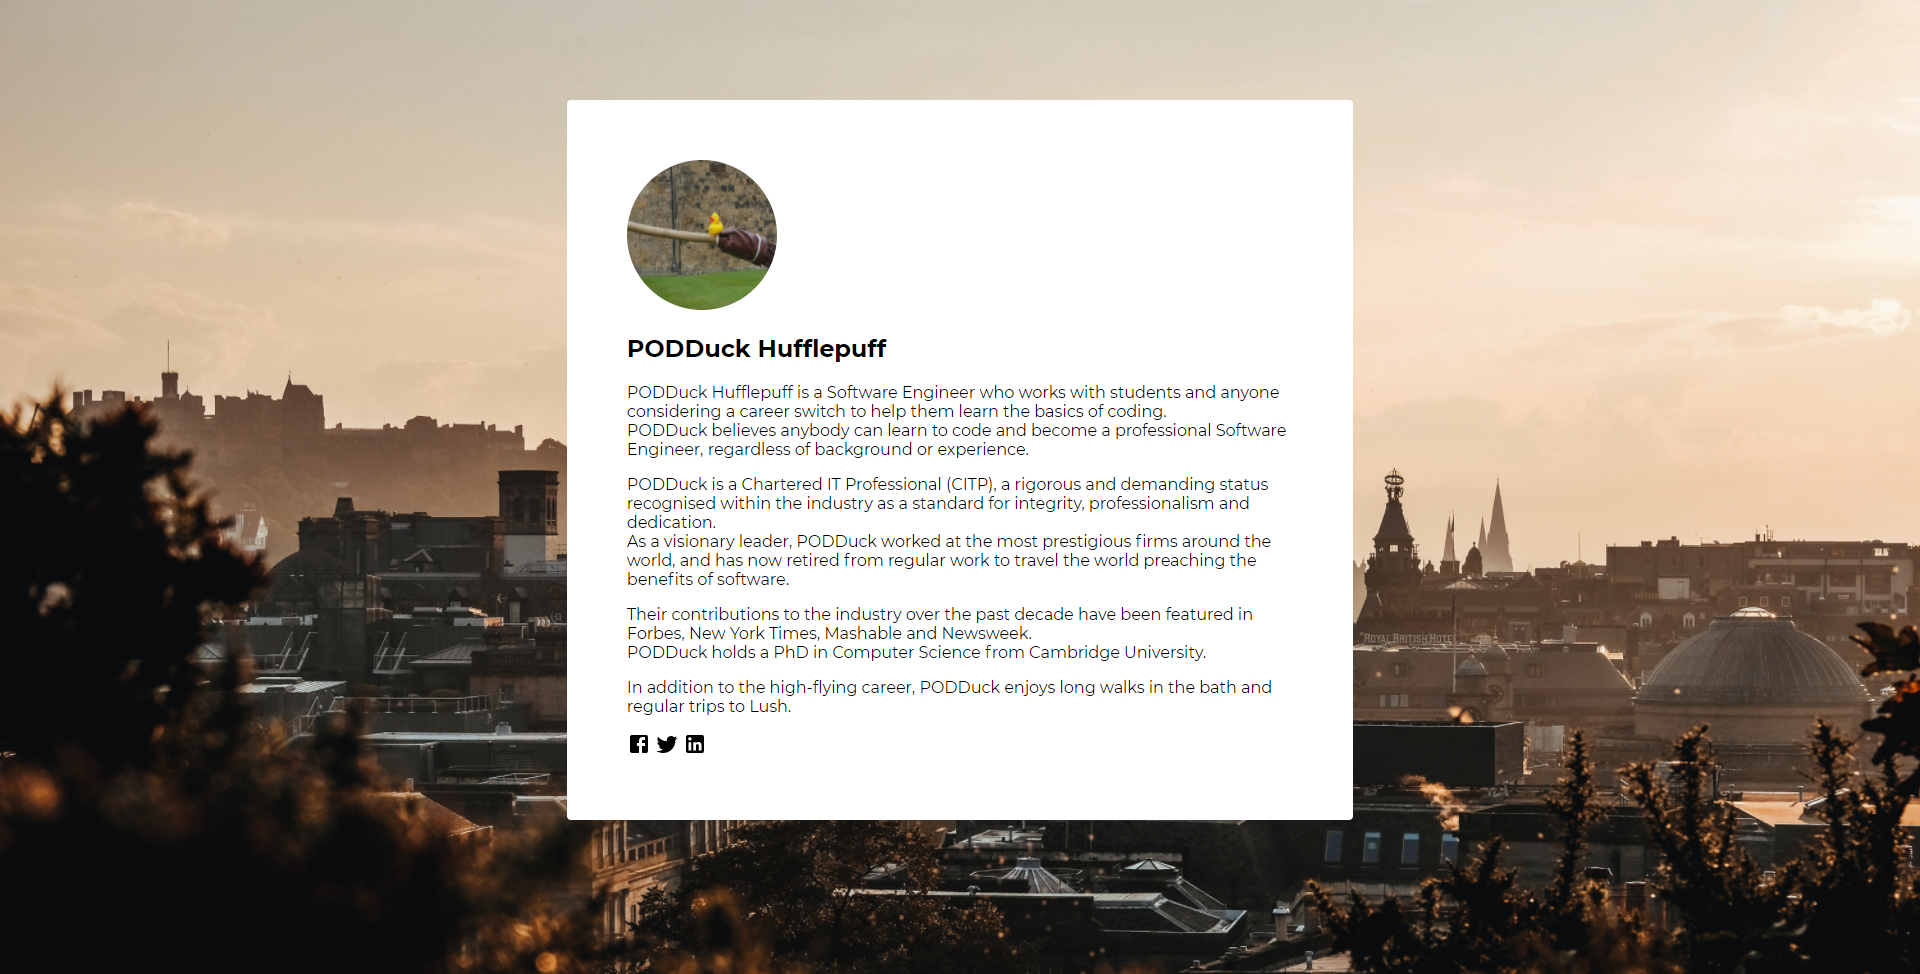 PODDuck Hufflepuff
PODDuck Hufflepuff is a Software Engineer who works with students and anyone
considering a career switch to help them learn the basics of coding.
PODDuck believes anybody can learn to code and become a professional Software
Engineer, regardless of background or experience.
PODDuck is a Chartered IT Professional (CITP), a rigorous and demanding status
recognised within the industry as a standard for integrity, professionalism and
dedication.
As a visionary leader, PODDuck worked at the most prestigious firms around the
world, and has now retired from regular work to travel the world preaching the
benefits of software.
Their contributions to the industry over the past decade have been featured in
Forbes, New York Times, Mashable and Newsweek.
PODDuck holds a PhD in Computer Science from Cambridge University.
In addition to the high-flying career, PODDuck enjoys long walks in the bath and
regular trips to Lush.
ROYAL BRITISH HOTEL